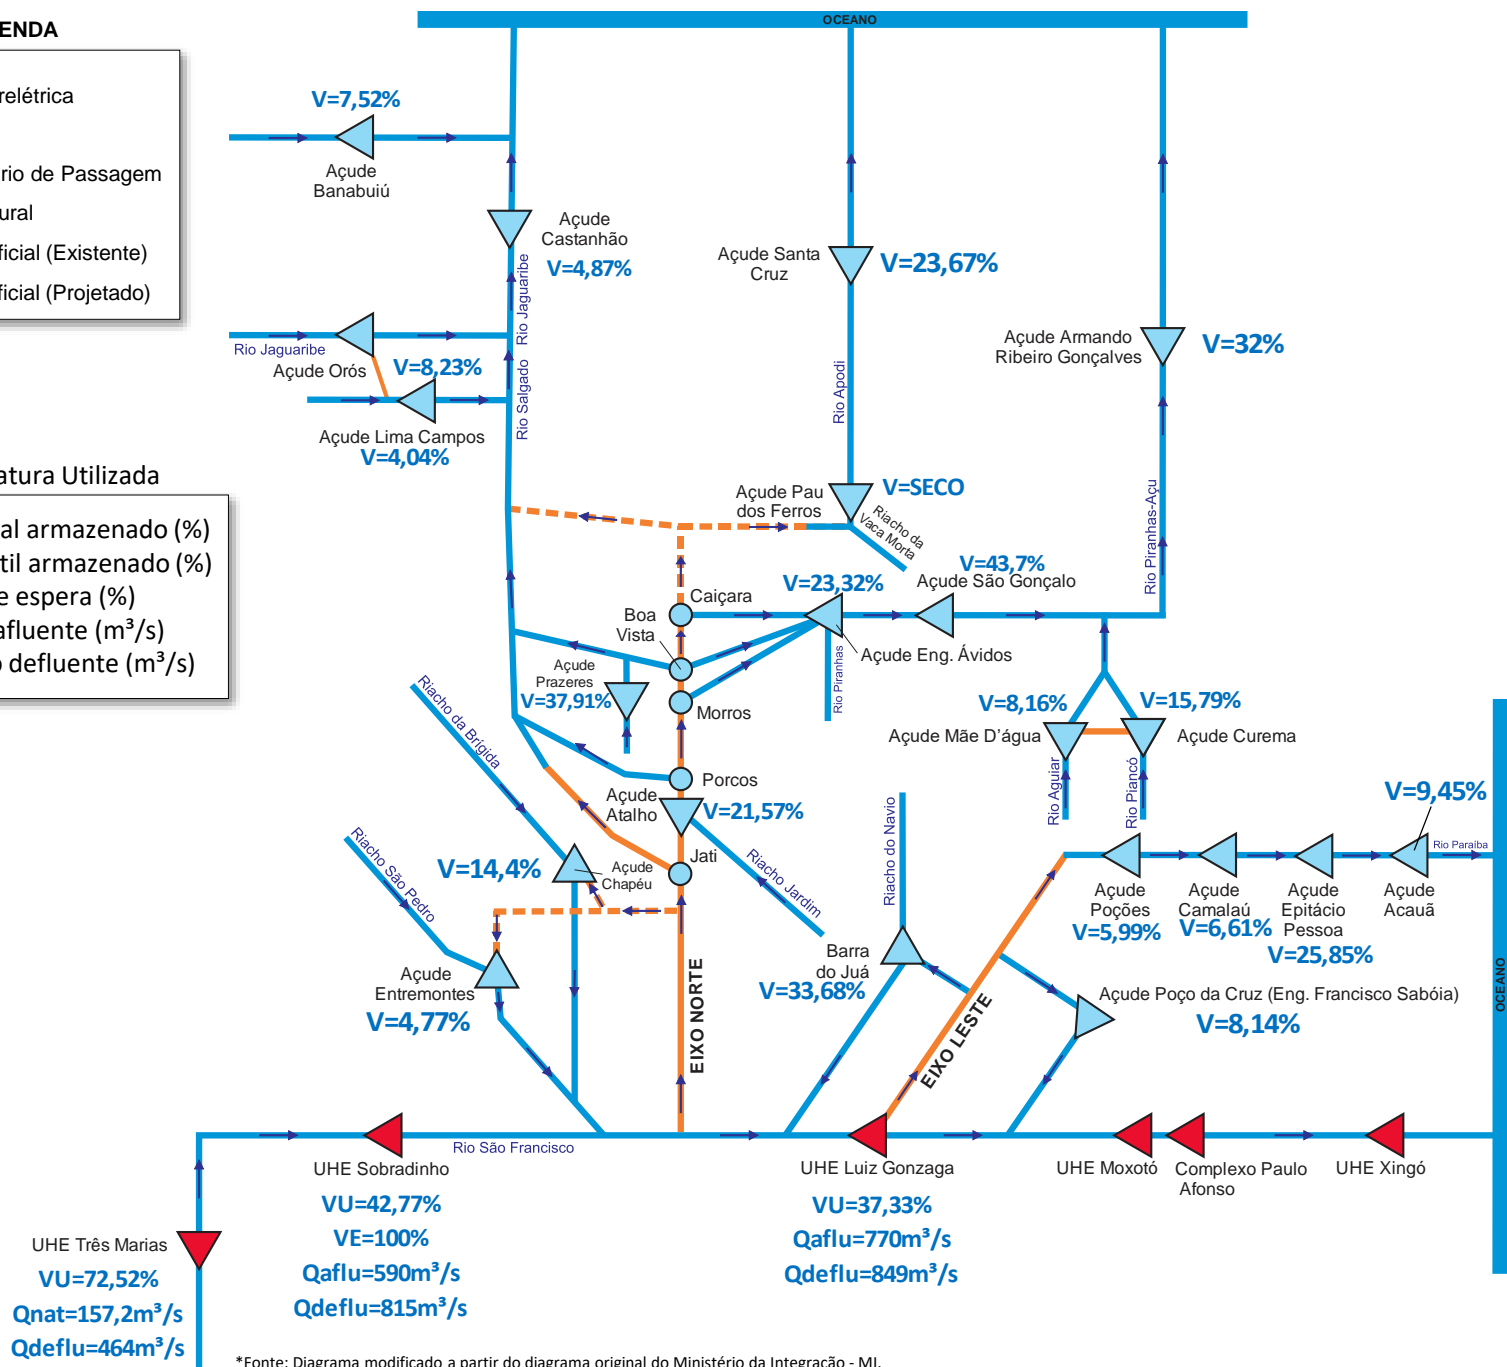 OCEANO
ENDA
relétrica
rio de Passagem
ural
ficial (Existente)
ficial (Projetado)
V=7,52%
Açude
Banabuiú
Açude
Castanhão
V=4,87%
Rio Jaguaribe
Açude Santa
Cruz
V=23,67%
Rio Apodi
Açude Armando
Ribeiro Gonçalves
V=32%
Rio Jaguaribe
Açude Orós
V=8,23%
Rio Salgado
Açude Lima Campos
V=4,04%
atura Utilizada
al armazenado (%)
til armazenado (%)
e espera (%)
afluente (m³/s)
o defluente (m³/s)
Açude Pau
dos Ferros
V=SECO
Riacho da
Vaca Morta
Rio Piranhas-Açu
V=43,7%
Açude São Gonçalo
V=23,32%
Açude Eng. Ávidos
Rio Piranhas
Caiçara
Boa
Vista
Açude
Prazeres
V=37,91%
Morros
Riacho da Brígida
Porcos
Açude
Atalho
V=21,57%
Jati
Riacho Jardim
V=8,16%
Açude Mãe D'água
V=15,79%
Açude Curema
Rio Aguiar
Rio Piancó
V=9,45%
Rio Paraíba
Açude
Poções
V=5,99%
Açude
Camalaú
V=6,61%
Açude
Epitácio
Pessoa
V=25,85%
Açude
Acauã
Riacho São Pedro
V=14,4%
Açude
Chapéu
Riacho do Navio
Barra
do Juá
V=33,68%
Açude
Entremontes
V=4,77%
EIXO NORTE
EIXO LESTE
Açude Poço da Cruz (Eng. Francisco Sabóia)
V=8,14%
OCEANO
Rio São Francisco
UHE Sobradinho
VU=42,77%
VE=100%
Qaflu=590m³/s
Qdeflu=815m³/s
UHE Luiz Gonzaga
VU=37,33%
Qaflu=770m³/s
Qdeflu=849m³/s
UHE Moxotó
Complexo Paulo
Afonso
UHE Xingó
UHE Três Marias
VU=72,52%
Qnat=157,2m³/s
Qdeflu=464m³/s
*Fonte: Diagrama modificado a partir do diagrama original do Ministério da Integração - MI.